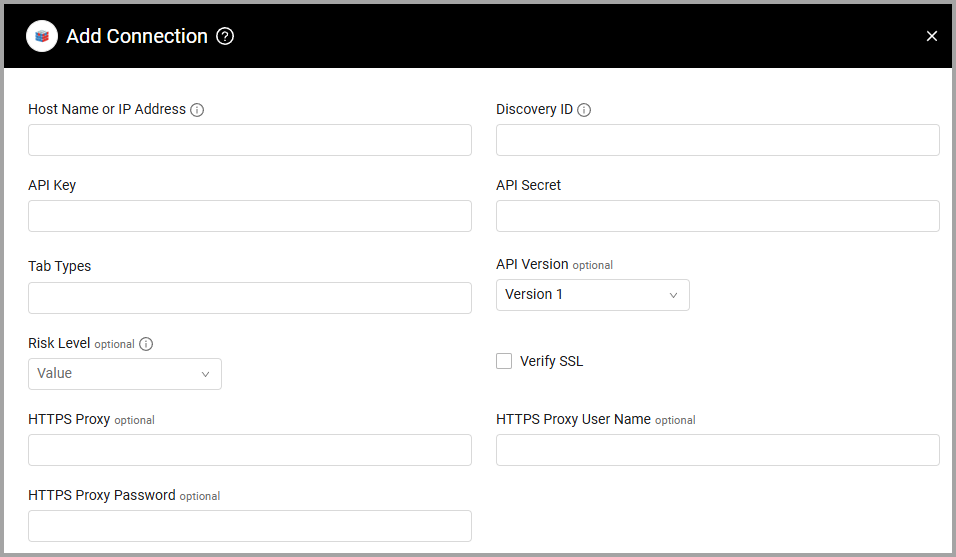 Add Connection
Host Name or IP Address
Discovery ID
API Key
API Secret
Tab Types
API Version optional
Version 1
Risk Level optional
Value
Verify SSL
HTTPS Proxy optional
HTTPS Proxy User Name optional
HTTPS Proxy Password optional